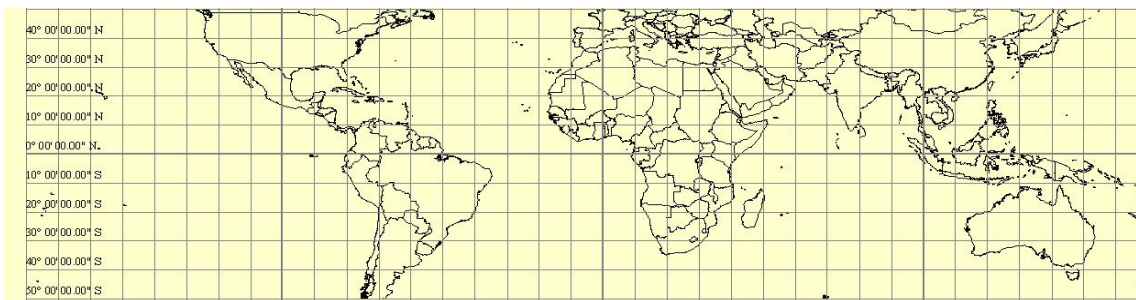 40° 00' 00.00" N
30° 00' 00.00" N
20° 00' 00.00" N
10° 00' 00.00" N
0° 00' 00.00" N
10° 00' 00.00" S
20° 00' 00.00" S
30° 00' 00.00" S
40° 00' 00.00" S
50° 00' 00.00" S